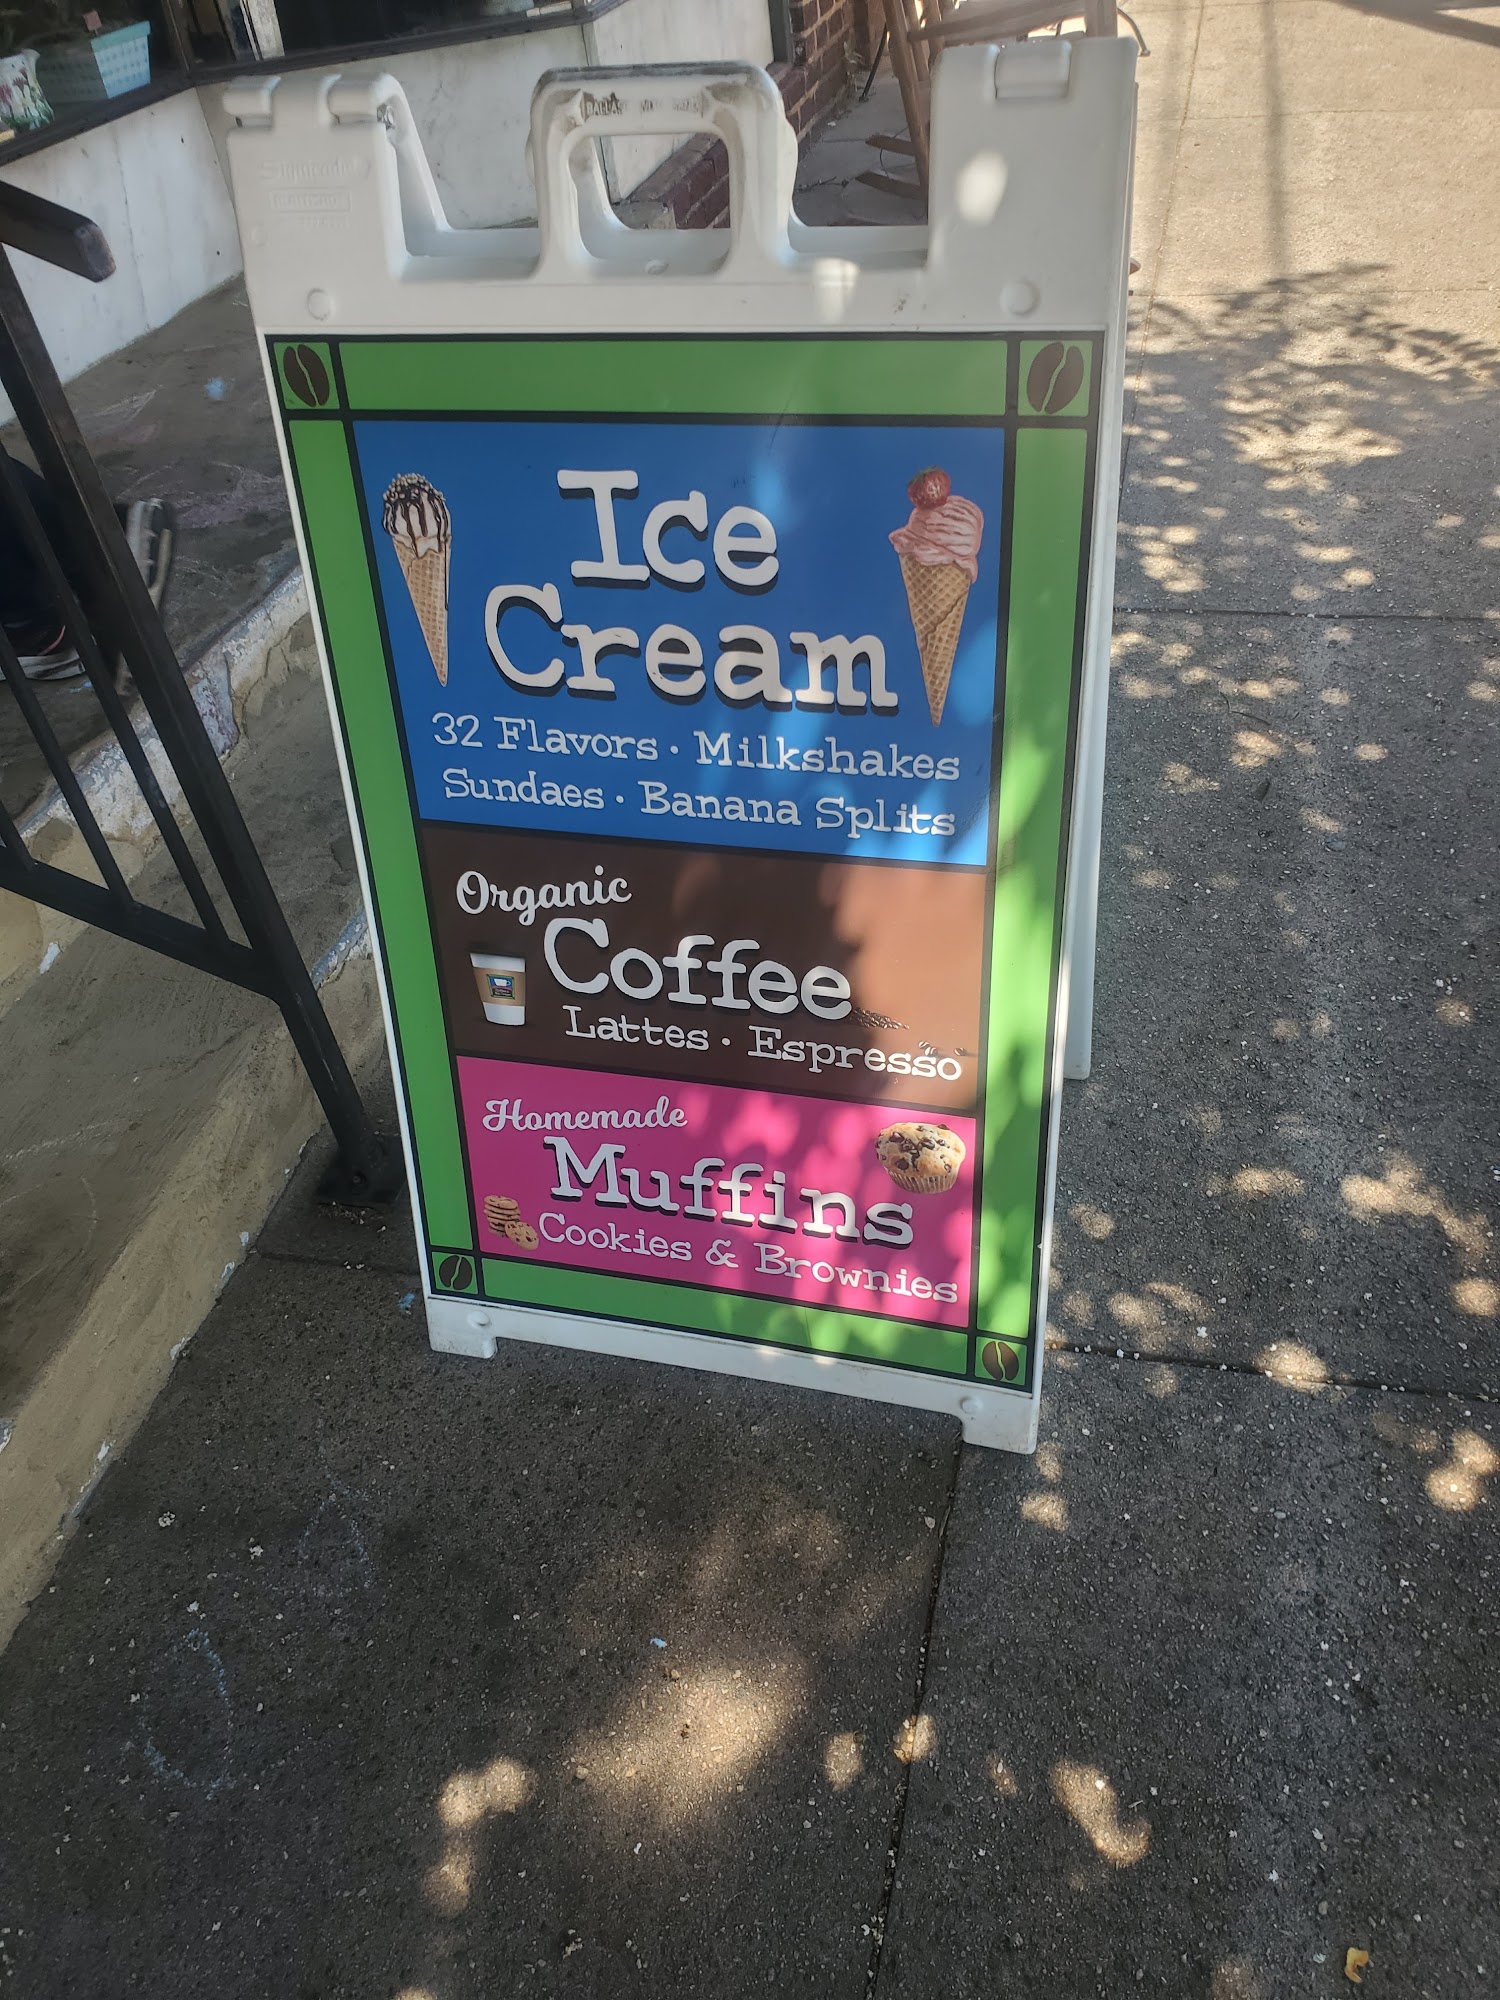 Ice
Cream
32 Flavors · Milkshakes
Sundaes · Banana Splits
Organic
Coffee
Lattes · Espresso
Homemade
Muffins
Cookies & Brownies